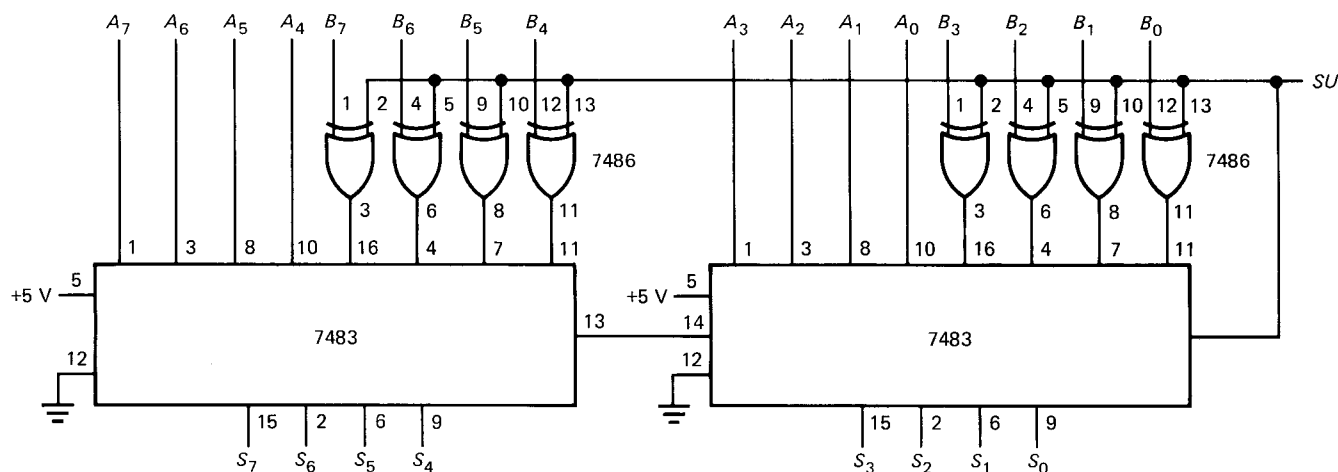 A7 A6 A5 A4 B7 B6 B5 B4 A3 A2 A1 A0 B3 B2 B1 B0
SU
1 2 4 5 9 10 12 13 1 2 4 5 9 10 12 13
7486 7486
3 6 8 11 3 6 8 11
1 3 8 10 16 4 7 11 1 3 8 10 16 4 7 11
+5 V 5 +5 V 5
7483 13 14 7483
12 12
15 2 6 9 15 2 6 9
S7 S6 S5 S4 S3 S2 S1 S0